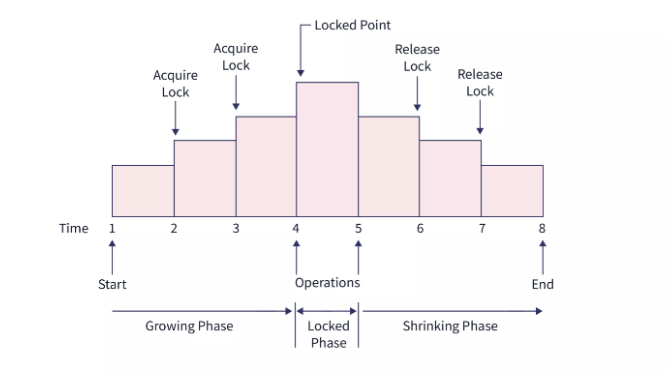 Locked Point
Acquire
Lock
Release
Lock
Acquire
Lock
Release
Lock
Time 1 2 3 4 5 6 7 8
Start
Operations
End
Growing Phase
Locked
Phase
Shrinking Phase